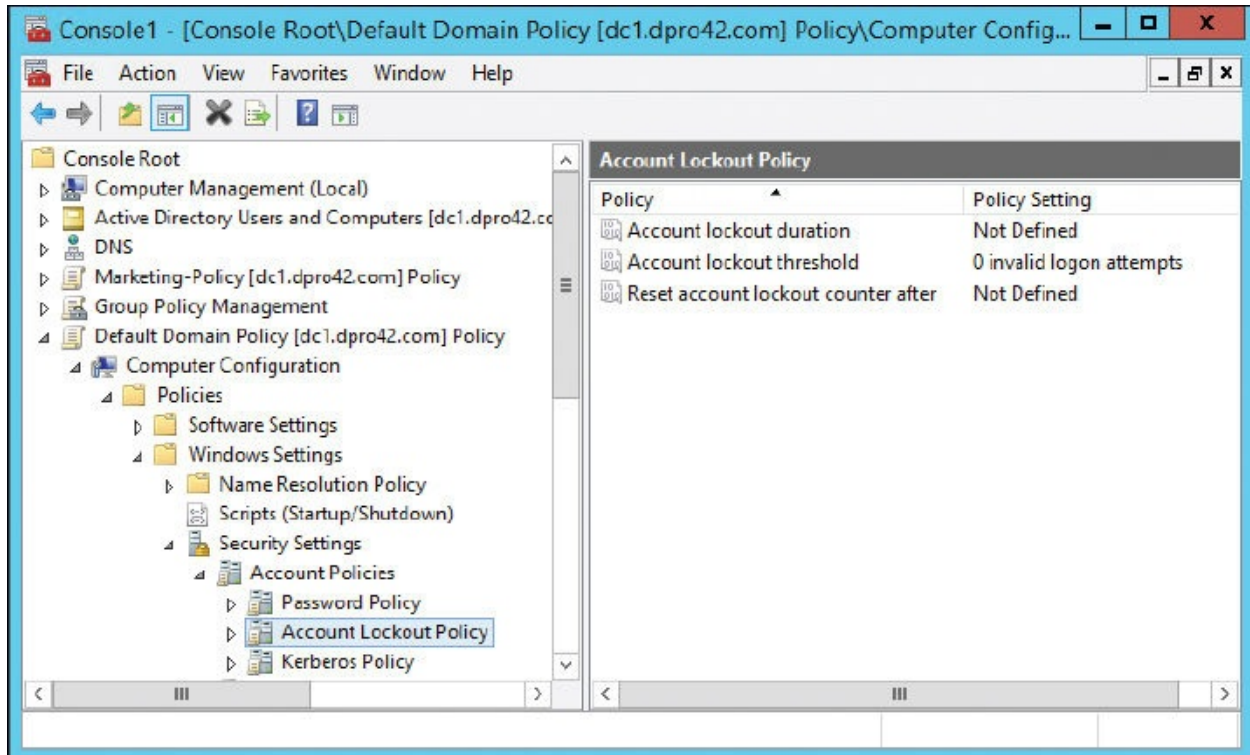 Console1 - [Console Root\Default Domain Policy [dc1.dpro42.com] Policy\Computer Config...
File Action View Favorites Window Help
Console Root
Computer Management (Local)
Active Directory Users and Computers [dc1.dpro42.cc
DNS
Marketing-Policy [dc1.dpro42.com] Policy
Group Policy Management
Default Domain Policy [dc1.dpro42.com] Policy
Computer Configuration
Policies
Software Settings
Windows Settings
Name Resolution Policy
Scripts (Startup/Shutdown)
Security Settings
Account Policies
Password Policy
Account Lockout Policy
Kerberos Policy
Account Lockout Policy
Policy Policy Setting
Account lockout duration Not Defined
Account lockout threshold 0 invalid logon attempts
Reset account lockout counter after Not Defined